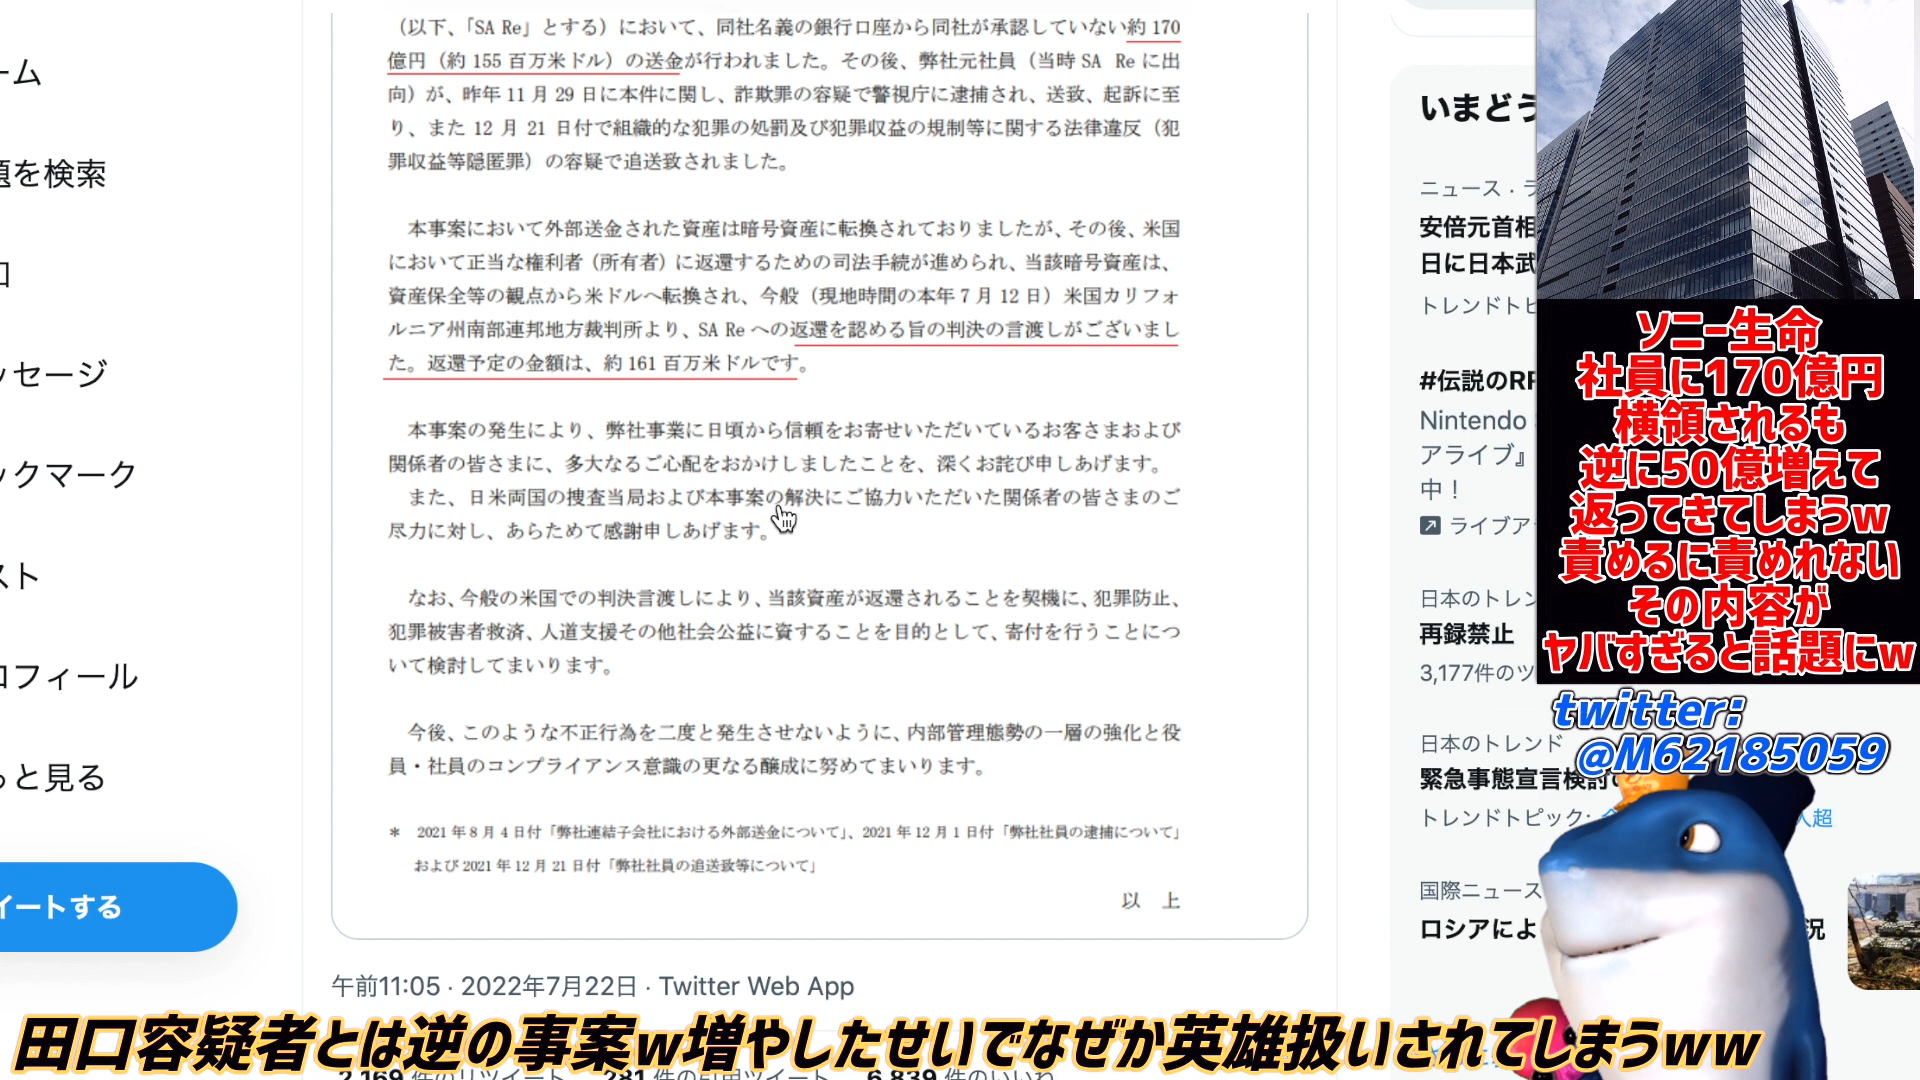 ーム
題を検索
ッセージ
ックマーク
スト
ロフィール
っと見る
イートする
（以下、「SA Re」とする）において、同社名義の銀行口座から同社が承認していない約 170
億円（約 155 百万米ドル）の送金が行われました。その後、弊社元社員（当時 SA Re に出
向）が、昨年 11 月 29 日に本件に関し、詐欺罪の容疑で警視庁に逮捕され、送致、起訴に至
り、また 12 月 21 日付で組織的な犯罪の処罰及び犯罪収益の規制等に関する法律違反（犯
罪収益等隠匿罪）の容疑で追送致されました。
本事案において外部送金された資産は暗号資産に転換されておりましたが、その後、米国
において正当な権利者（所有者）に返還するための司法手続が進められ、当該暗号資産は、
資産保全等の観点から米ドルへ転換され、今般（現地時間の本年 7 月 12 日）米国カリフォ
ルニア州南部連邦地方裁判所より、SA Re への返還を認める旨の判決の言渡しがございまし
た。返還予定の金額は、約 161 百万米ドルです。
本事案の発生により、弊社事業に日頃から信頼をお寄せいただいているお客さまおよび
関係者の皆さまに、多大なるご心配をおかけしましたことを、深くお詫び申しあげます。
また、日米両国の捜査当局および本事案の解決にご協力いただいた関係者の皆さまのご
尽力に対し、あらためて感謝申しあげます。
なお、今般の米国での判決言渡しにより、当該資産が返還されることを契機に、犯罪防止、
犯罪被害者救済、人道支援その他社会公益に資することを目的として、寄付を行うことにつ
いて検討してまいります。
今後、このような不正行為を二度と発生させないように、内部管理態勢の一層の強化と役
員・社員のコンプライアンス意識の更なる醸成に努めてまいります。
＊ 2021 年 8 月 4 日付「弊社連結子会社における外部送金について」、2021 年 12 月 1 日付「弊社社員の逮捕について」
および 2021 年 12 月 21 日付「弊社社員の追送致等について」
以 上
午前11:05 · 2022年7月22日 · Twitter Web App
2,169 件のリツイート 281 件の引用ツイート 6,839 件のいいね
いまどう
ニュース · ラ
安倍元首相
日に日本武
トレンドトピ
#伝説のRP
Nintendo
アライブ』
中！
ライブア
日本のトレン
再録禁止
3,177件のツ
日本のトレンド
緊急事態宣言検討
トレンドトピック:
人超
国際ニュース
ロシアによ
況
ソニー生命
社員に170億円
横領されるも
逆に50億増えて
返ってきてしまうw
責めるに責めれない
その内容が
ヤバすぎると話題にw
twitter:
@M62185059
田口容疑者とは逆の事案w増やしたせいでなぜか英雄扱いされてしまうww